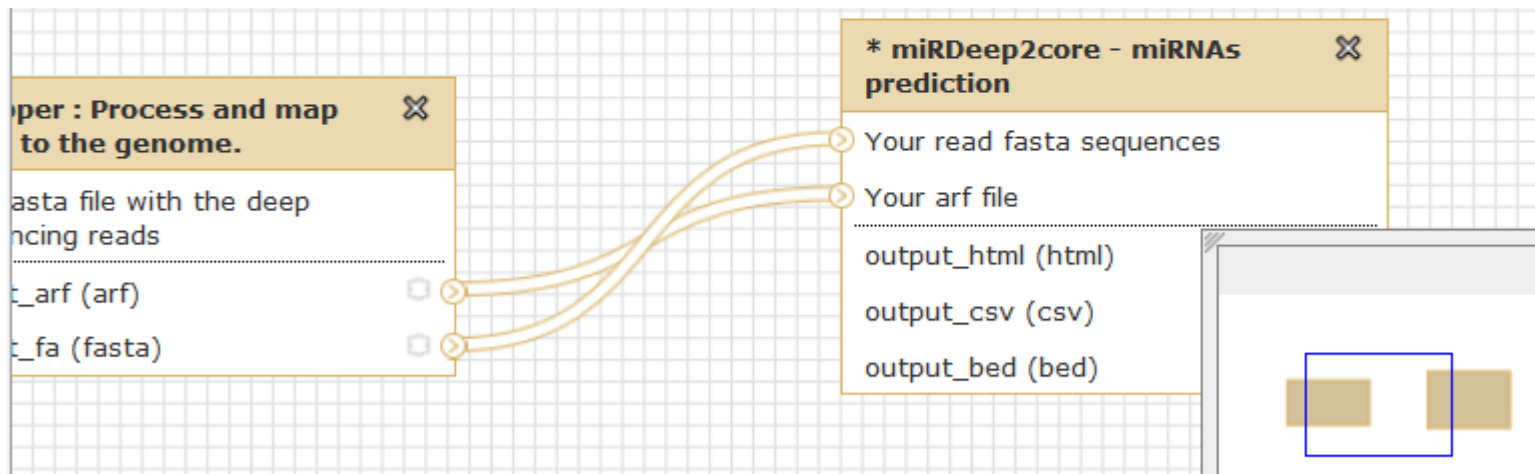 pper : Process and map
to the genome.
asta file with the deep
ncing reads
t_arf (arf)
t_fa (fasta)
* miRDeep2core - miRNAs
prediction
Your read fasta sequences
Your arf file
output_html (html)
output_csv (csv)
output_bed (bed)